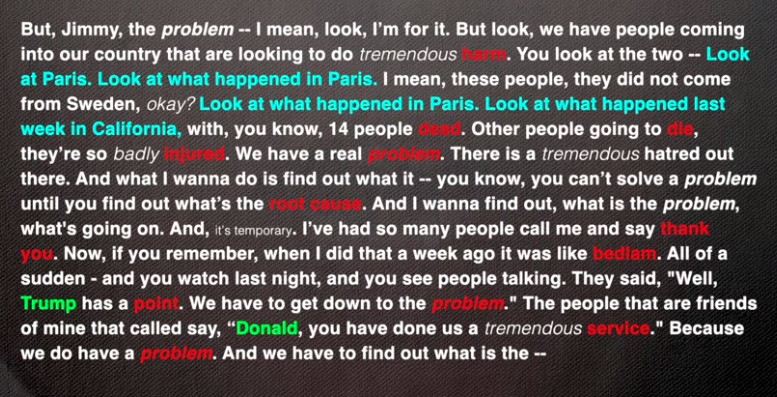 But, Jimmy, the problem -- I mean, look, I'm for it. But look, we have people coming
into our country that are looking to do tremendous harm. You look at the two -- Look
at Paris. Look at what happened in Paris. I mean, these people, they did not come
from Sweden, okay? Look at what happened in Paris. Look at what happened last
week in California, with, you know, 14 people dead. Other people going to die,
they're so badly injured. We have a real problem. There is a tremendous hatred out
there. And what I wanna do is find out what it -- you know, you can't solve a problem
until you find out what's the root cause. And I wanna find out, what is the problem,
what's going on. And, it's temporary. I've had so many people call me and say thank
you. Now, if you remember, when I did that a week ago it was like bedlam. All of a
sudden - and you watch last night, and you see people talking. They said, "Well,
Trump has a point. We have to get down to the problem." The people that are friends
of mine that called say, “Donald, you have done us a tremendous service." Because
we do have a problem. And we have to find out what is the --